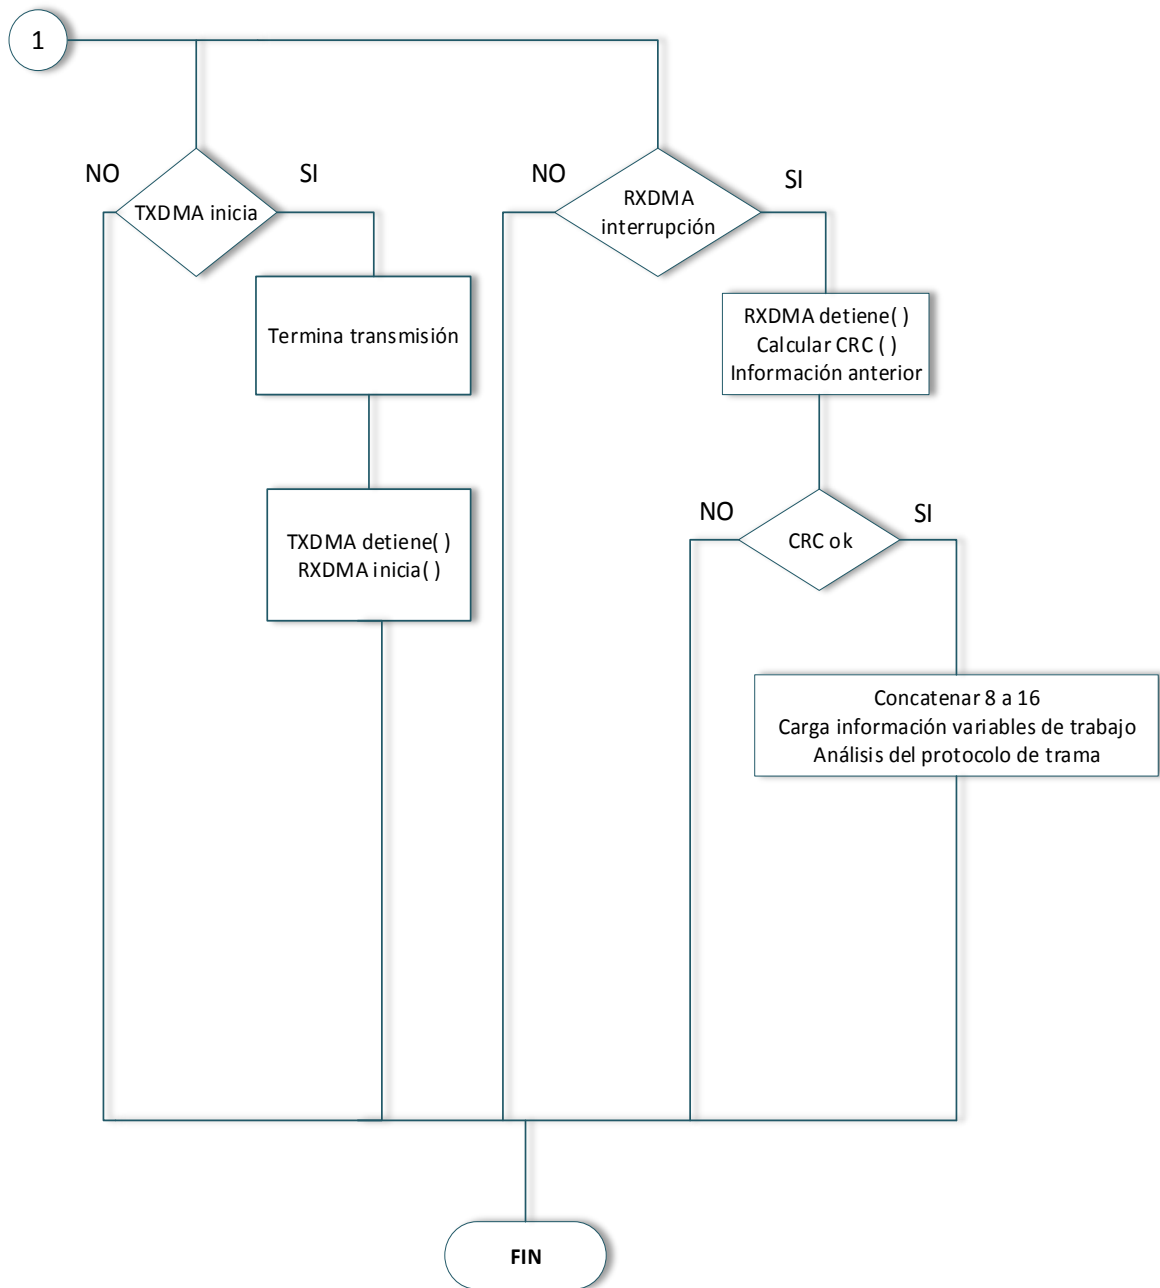 1
NO
SI
TXDMA inicia
Termina transmisión
TXDMA detiene( )
RXDMA inicia( )
NO
SI
RXDMA
interrupción
RXDMA detiene( )
Calcular CRC ( )
Información anterior
NO
SI
CRC ok
Concatenar 8 a 16
Carga información variables de trabajo
Análisis del protocolo de trama
FIN